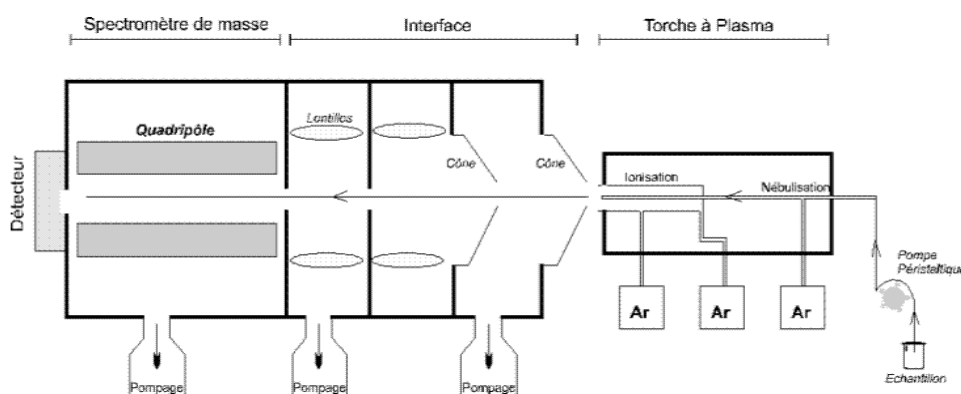 Spectromètre de masse
Interface
Torche à Plasma
Quadripôle
Lentilles
Cône
Cône
Ionisation
Nébulisation
Détecteur
Pompe
Péristaltique
Ar
Ar
Ar
Echantillon
Pompage
Pompage
Pompage